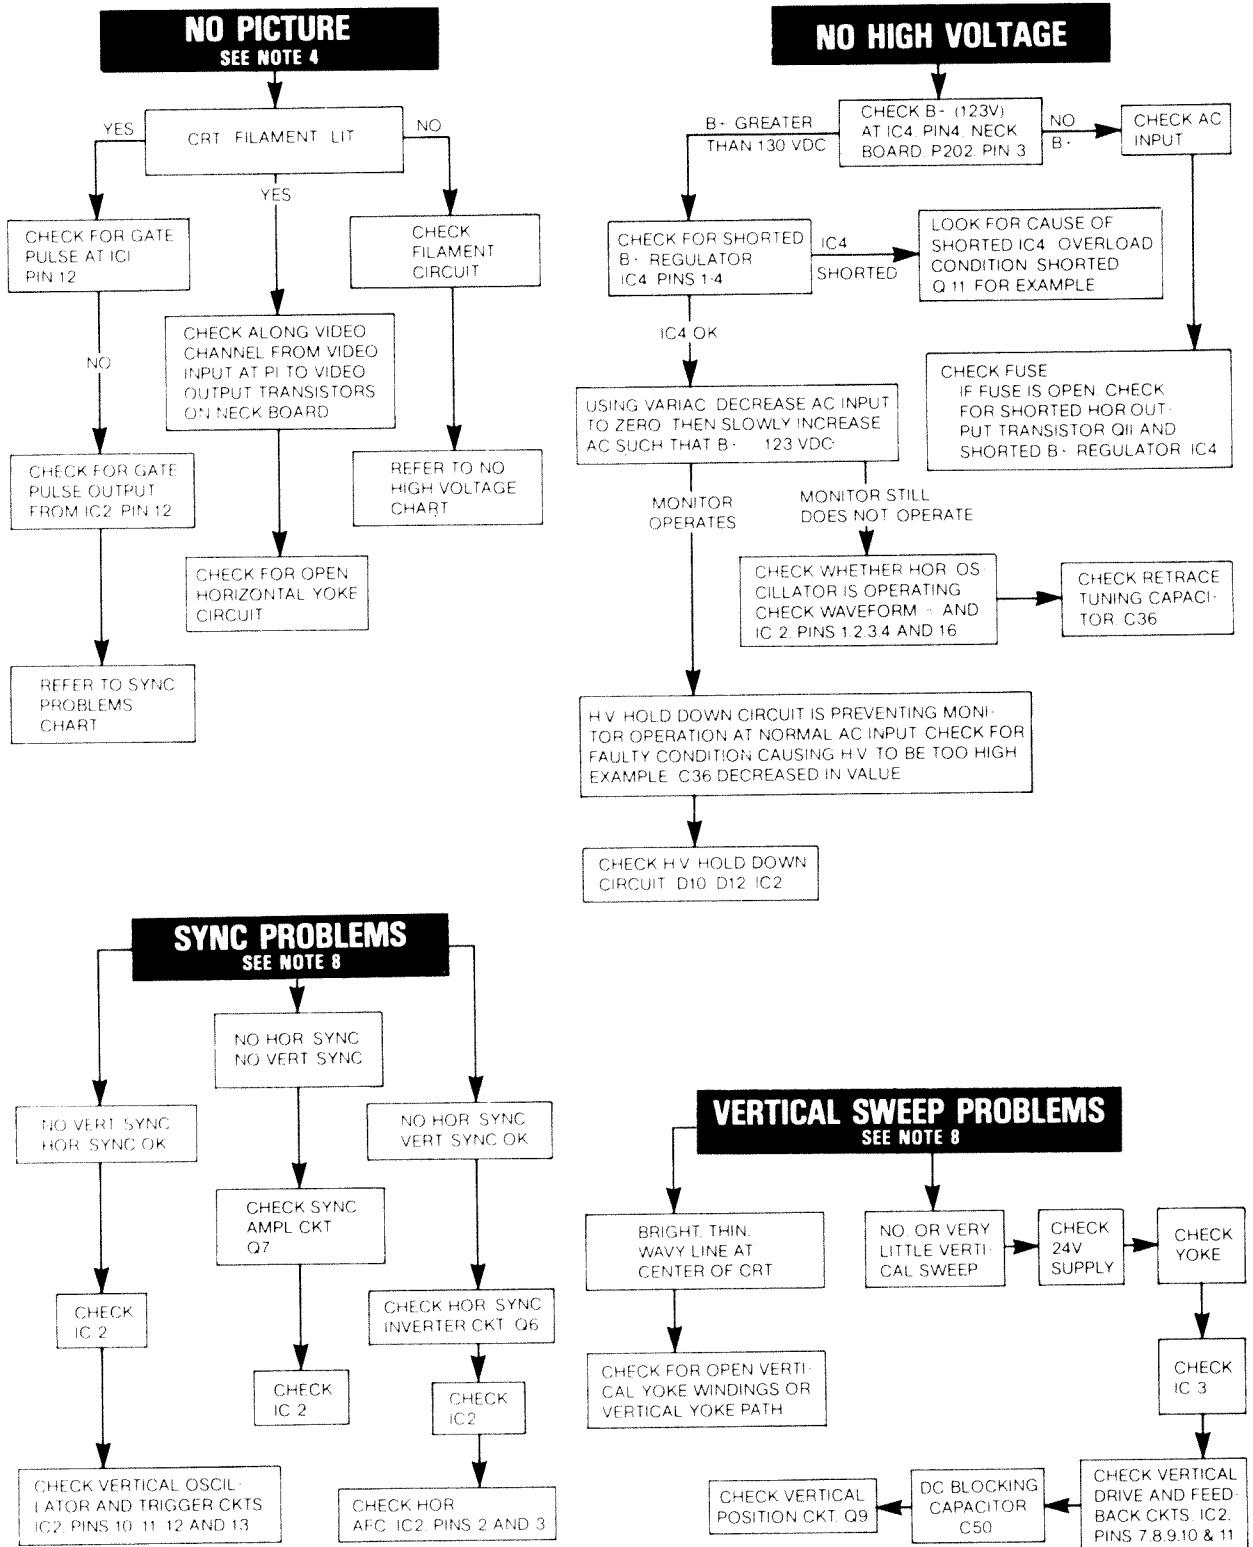 NO PICTURE
SEE NOTE 4
YES
CRT FILAMENT LIT
NO
YES
CHECK FOR GATE
PULSE AT ICI
PIN 12
NO
CHECK FOR GATE
PULSE OUTPUT
FROM IC2 PIN 12
REFER TO SYNC
PROBLEMS
CHART
CHECK ALONG VIDEO
CHANNEL FROM VIDEO
INPUT AT PI TO VIDEO
OUTPUT TRANSISTORS
ON NECK BOARD
CHECK FOR OPEN
HORIZONTAL YOKE
CIRCUIT
CHECK
FILAMENT
CIRCUIT
REFER TO NO
HIGH VOLTAGE
CHART
NO HIGH VOLTAGE
CHECK B- (123V)
AT IC4, PIN4, NECK
BOARD, P202, PIN 3
B- GREATER
THAN 130 VDC
NO
B-
CHECK AC
INPUT
CHECK FOR SHORTED
B- REGULATOR
IC4 PINS 1-4
IC4
SHORTED
LOOK FOR CAUSE OF
SHORTED IC4 OVERLOAD
CONDITION SHORTED
Q 11 FOR EXAMPLE
IC4 OK
CHECK FUSE
IF FUSE IS OPEN, CHECK
FOR SHORTED HOR OUT-
PUT TRANSISTOR QII AND
SHORTED B- REGULATOR IC4
USING VARIAC DECREASE AC INPUT
TO ZERO THEN SLOWLY INCREASE
AC SUCH THAT B- 123 VDC
MONITOR
OPERATES
MONITOR STILL
DOES NOT OPERATE
CHECK WHETHER HOR OS-
CILLATOR IS OPERATING
CHECK WAVEFORM - AND
IC 2, PINS 1,2,3,4 AND 16
CHECK RETRACE
TUNING CAPACI-
TOR, C36
H V HOLD DOWN CIRCUIT IS PREVENTING MONI-
TOR OPERATION AT NORMAL AC INPUT CHECK FOR
FAULTY CONDITION CAUSING H V TO BE TOO HIGH
EXAMPLE C36 DECREASED IN VALUE
CHECK H V HOLD DOWN
CIRCUIT D10 D12 IC2
SYNC PROBLEMS
SEE NOTE 8
NO VERT SYNC
HOR SYNC OK
CHECK
IC 2
CHECK VERTICAL OSCIL-
LATOR AND TRIGGER CKTS
IC2, PINS 10 11 12 AND 13
NO HOR SYNC
NO VERT SYNC
CHECK SYNC
AMPL CKT
Q7
CHECK
IC 2
NO HOR SYNC
VERT SYNC OK
CHECK HOR SYNC
INVERTER CKT Q6
CHECK
IC2
CHECK HOR
AFC IC2, PINS 2 AND 3
VERTICAL SWEEP PROBLEMS
SEE NOTE 8
BRIGHT, THIN,
WAVY LINE AT
CENTER OF CRT
CHECK FOR OPEN VERTI-
CAL YOKE WINDINGS OR
VERTICAL YOKE PATH
NO, OR VERY
LITTLE VERTI-
CAL SWEEP
CHECK
24V
SUPPLY
CHECK
YOKE
CHECK
IC 3
CHECK VERTICAL
DRIVE AND FEED-
BACK CKTS, IC2,
PINS 7,8,9,10 & 11
DC BLOCKING
CAPACITOR
C50
CHECK VERTICAL
POSITION CKT, Q9